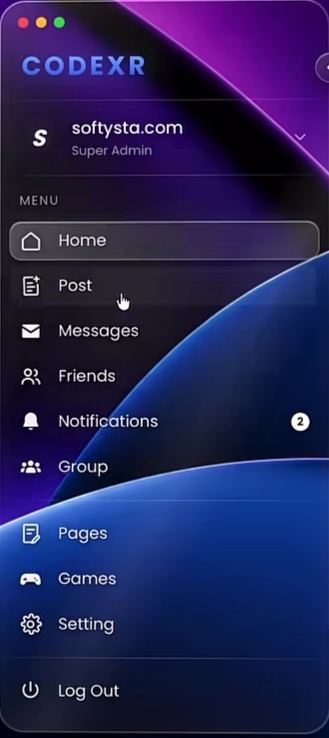 CODEXR
S
softysta.com
Super Admin
MENU
Home
Post
Messages
Friends
Notifications 2
Group
Pages
Games
Setting
Log Out